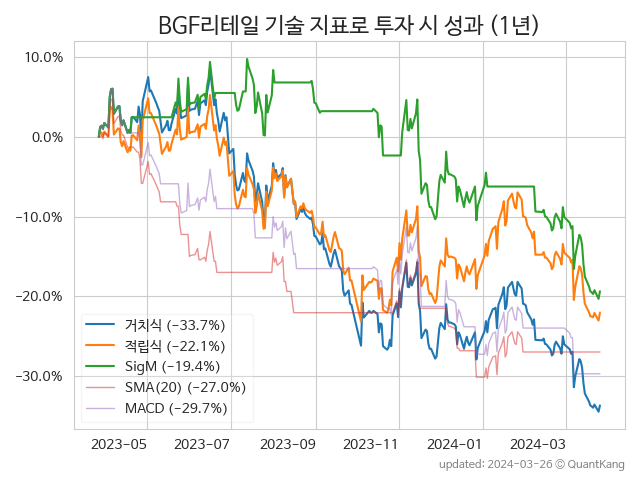 BGF리테일 기술 지표로 투자 시 성과 (1년)
10.0%
0.0%
−10.0%
−20.0%
−30.0%
거치식 (−33.7%)
적립식 (−22.1%)
SigM (−19.4%)
SMA(20) (−27.0%)
MACD (−29.7%)
2023-05 2023-07 2023-09 2023-11 2024-01 2024-03
updated: 2024-03-26 ⓒ QuantKang